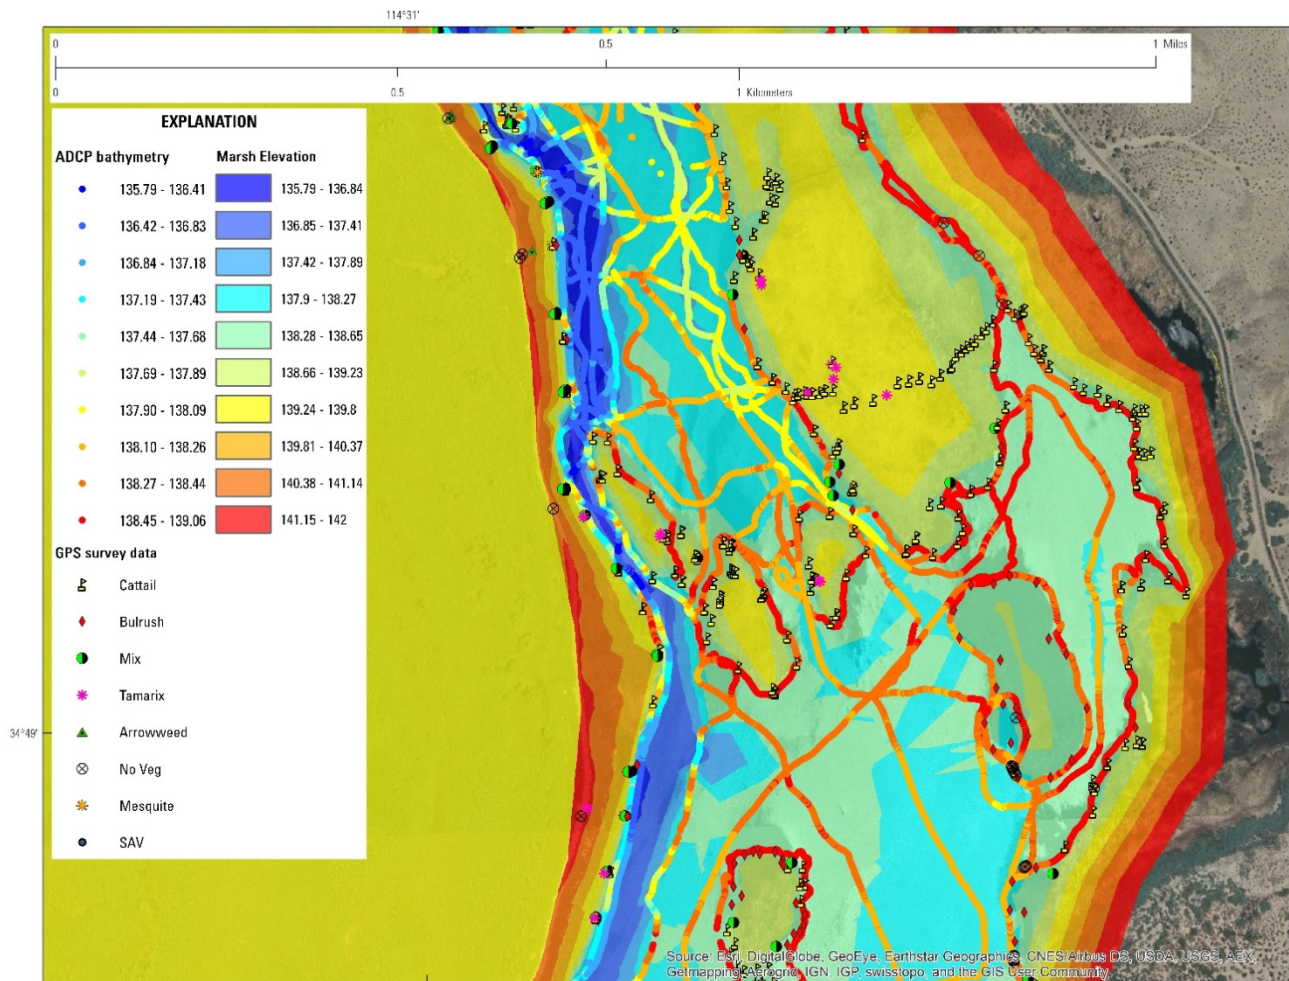 114°31'
0 0.5 1 Miles
0 0.5 1 Kilometers
EXPLANATION
ADCP bathymetry Marsh Elevation
135.79 - 136.41 135.79 - 136.84
136.42 - 136.83 136.85 - 137.41
136.84 - 137.18 137.42 - 137.89
137.19 - 137.43 137.9 - 138.27
137.44 - 137.68 138.28 - 138.65
137.69 - 137.89 138.66 - 139.23
137.90 - 138.09 139.24 - 139.8
138.10 - 138.26 139.81 - 140.37
138.27 - 138.44 140.38 - 141.14
138.45 - 139.06 141.15 - 142
GPS survey data
Cattail
Bulrush
Mix
Tamarix
Arrowweed
No Veg
Mesquite
SAV
34°49'
Source: Esri, DigitalGlobe, GeoEye, Earthstar Geographics, CNES/Airbus DS, USDA, USGS, AEX,
Getmapping, Aerogrid, IGN, IGP, swisstopo, and the GIS User Community